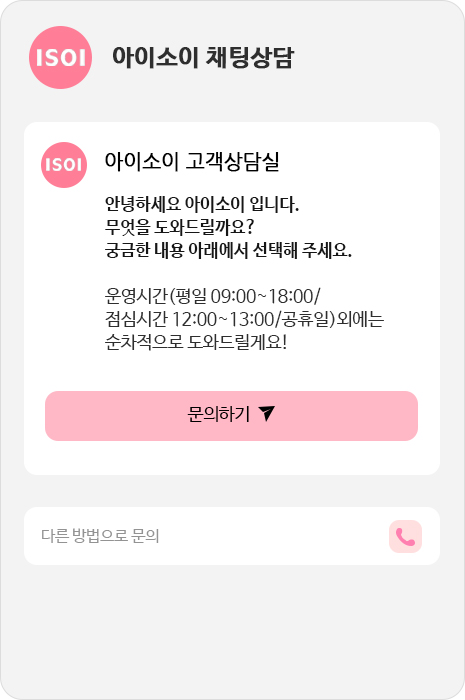 ISOI
아이소이 채팅상담
ISOI
아이소이 고객상담실
안녕하세요 아이소이 입니다.
무엇을 도와드릴까요?
궁금한 내용 아래에서 선택해 주세요.
운영시간(평일 09:00~18:00/
점심시간 12:00~13:00/공휴일)외에는
순차적으로 도와드릴게요!
문의하기
다른 방법으로 문의